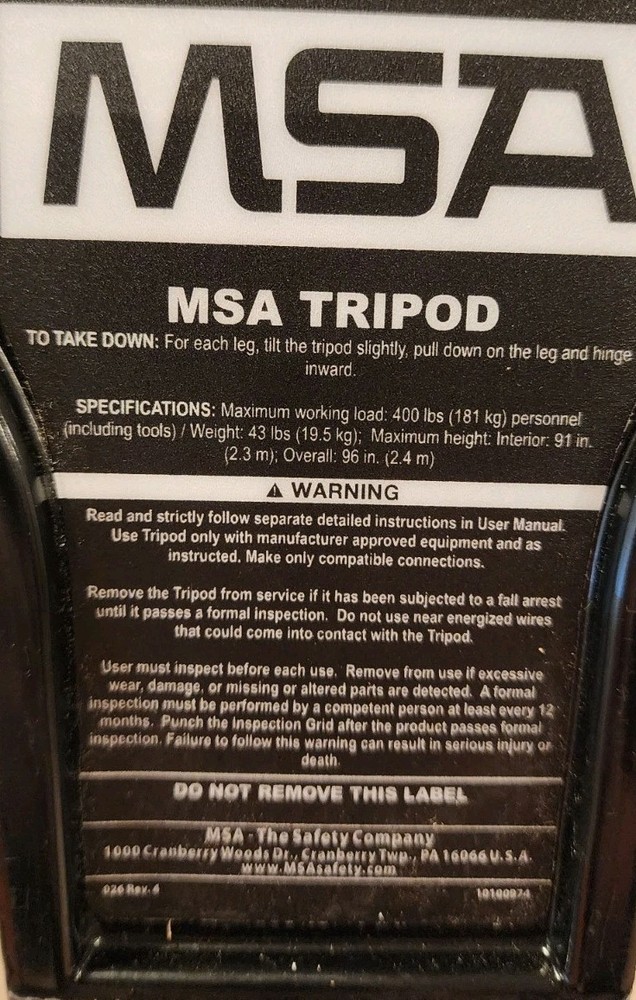 MSA
MSA TRIPOD
TO TAKE DOWN: For each leg, tilt the tripod slightly, pull down on the leg and hinge
inward.
SPECIFICATIONS: Maximum working load: 400 lbs (181 kg) personnel
(including tools) / Weight: 43 lbs (19.5 kg); Maximum height: Interior: 91 in.
(2.3 m); Overall: 96 in. (2.4 m)
⚠ WARNING
Read and strictly follow separate detailed instructions in User Manual.
Use Tripod only with manufacturer approved equipment and as
instructed. Make only compatible connections.
Remove the Tripod from service if it has been subjected to a fall arrest
until it passes a formal inspection. Do not use near energized wires
that could come into contact with the Tripod.
User must inspect before each use. Remove from use if excessive
wear, damage, or missing or altered parts are detected. A formal
inspection must be performed by a competent person at least every 12
months. Punch the Inspection Grid after the product passes formal
inspection. Failure to follow this warning can result in serious injury or
death.
DO NOT REMOVE THIS LABEL
MSA - The Safety Company
1000 Cranberry Woods Dr., Cranberry Twp., PA 16066 U.S.A.
www.MSAsafety.com
026 Rev. 4 10100974